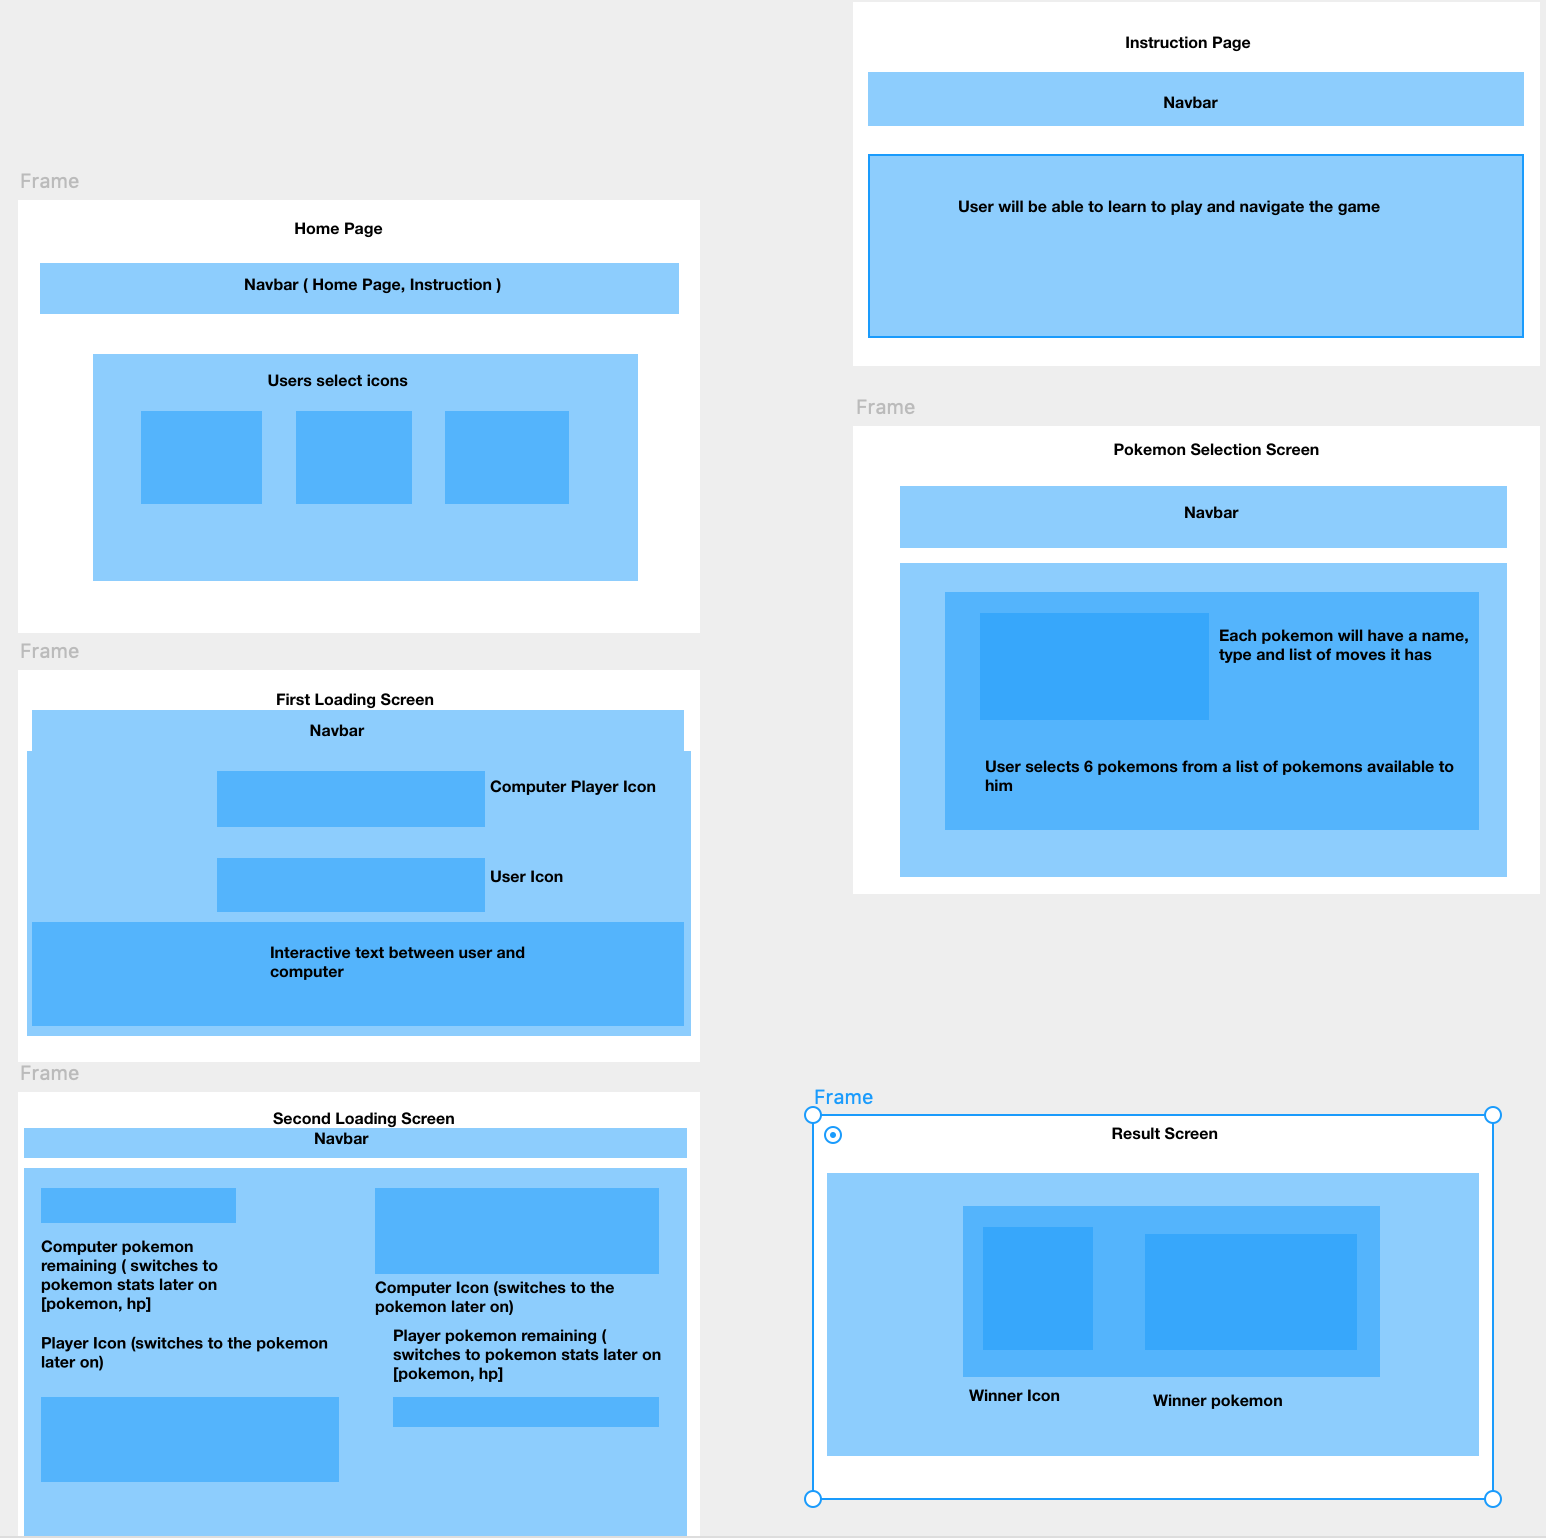 Frame
Home Page
Navbar ( Home Page, Instruction )
Users select icons
Frame
First Loading Screen
Navbar
Computer Player Icon
User Icon
Interactive text between user and
computer
Frame
Second Loading Screen
Navbar
Computer pokemon
remaining ( switches to
pokemon stats later on
[pokemon, hp]
Computer Icon (switches to the
pokemon later on)
Player Icon (switches to the pokemon
later on)
Player pokemon remaining (
switches to pokemon stats later on
[pokemon, hp]
Instruction Page
Navbar
User will be able to learn to play and navigate the game
Frame
Pokemon Selection Screen
Navbar
Each pokemon will have a name,
type and list of moves it has
User selects 6 pokemons from a list of pokemons available to
him
Frame
Result Screen
Winner Icon
Winner pokemon